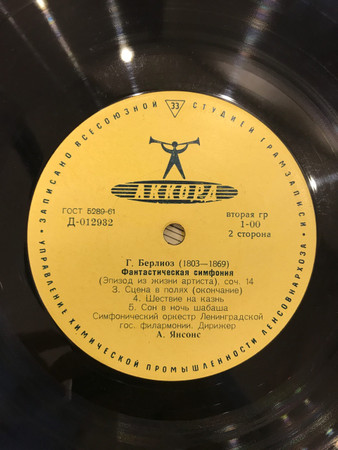 ЗАПИСАНО ВСЕСОЮЗНОЙ СТУДИЕЙ ГРАМЗАПИСИ
33
АККОРД
ГОСТ 5289-61
Д-012932
вторая гр
1-00
2 сторона
Г. Берлиоз (1803—1869)
Фантастическая симфония
(Эпизод из жизни артиста), соч. 14
3. Сцена в полях (окончание)
4. Шествие на казнь
5. Сон в ночь шабаша
Симфонический оркестр Ленинградской
гос. филармонии. Дирижер
А. Янсонс
УПРАВЛЕНИЕ ХИМИЧЕСКОЙ ПРОМЫШЛЕННОСТИ ЛЕНСОВНАРХОЗА